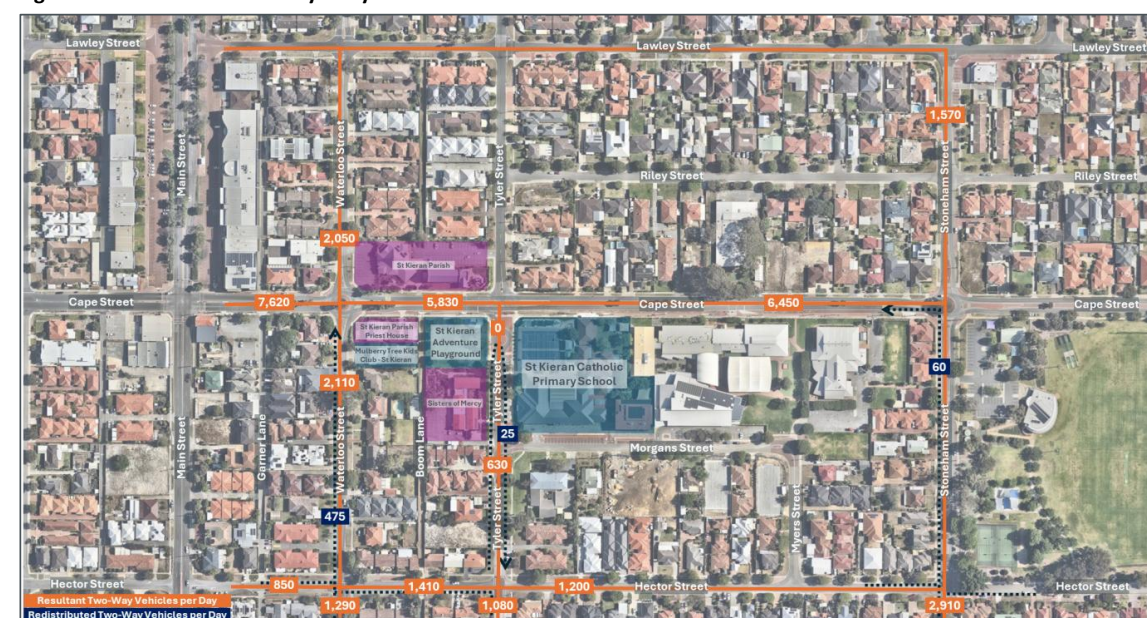 Lawley Street
Lawley Street
Lawley Street
1,570
Main Street
Waterloo Street
Tyler Street
Riley Street
Stoneham Street
Riley Street
2,050
St Kieran Parish
Cape Street
7,620
5,830
Cape Street
6,450
Cape Street
St Kieran Parish
Priest House
0
St Kieran
Adventure
Playground
Mulberry Tree Kids
Club - St Kieran
St Kieran Catholic
Primary School
60
2,110
Tyler Street
Sisters of Mercy
25
Main Street
Garner Lane
Waterloo Street
Boom Lane
Morgans Street
Stoneham Street
630
475
Tyler Street
Myers Street
Hector Street
850
1,410
1,200
Hector Street
Hector Street
Resultant Two-Way Vehicles per Day
Redistributed Two-Way Vehicles per Day
1,290
1,080
2,910